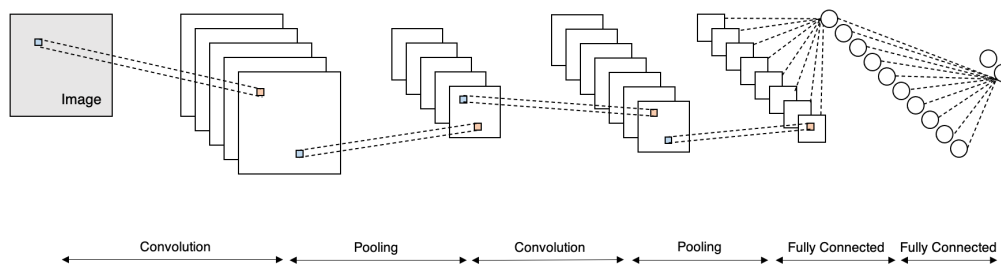 Image
Convolution
Pooling
Convolution
Pooling
Fully Connected
Fully Connected